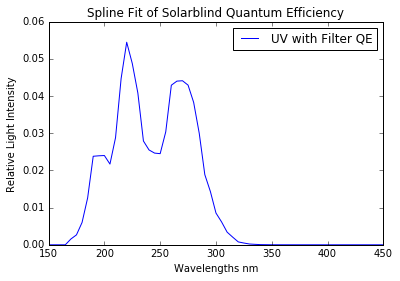 Spline Fit of Solarblind Quantum Efficiency
UV with Filter QE
Relative Light Intensity
0.06
0.05
0.04
0.03
0.02
0.01
0.00
150 200 250 300 350 400 450
Wavelengths nm